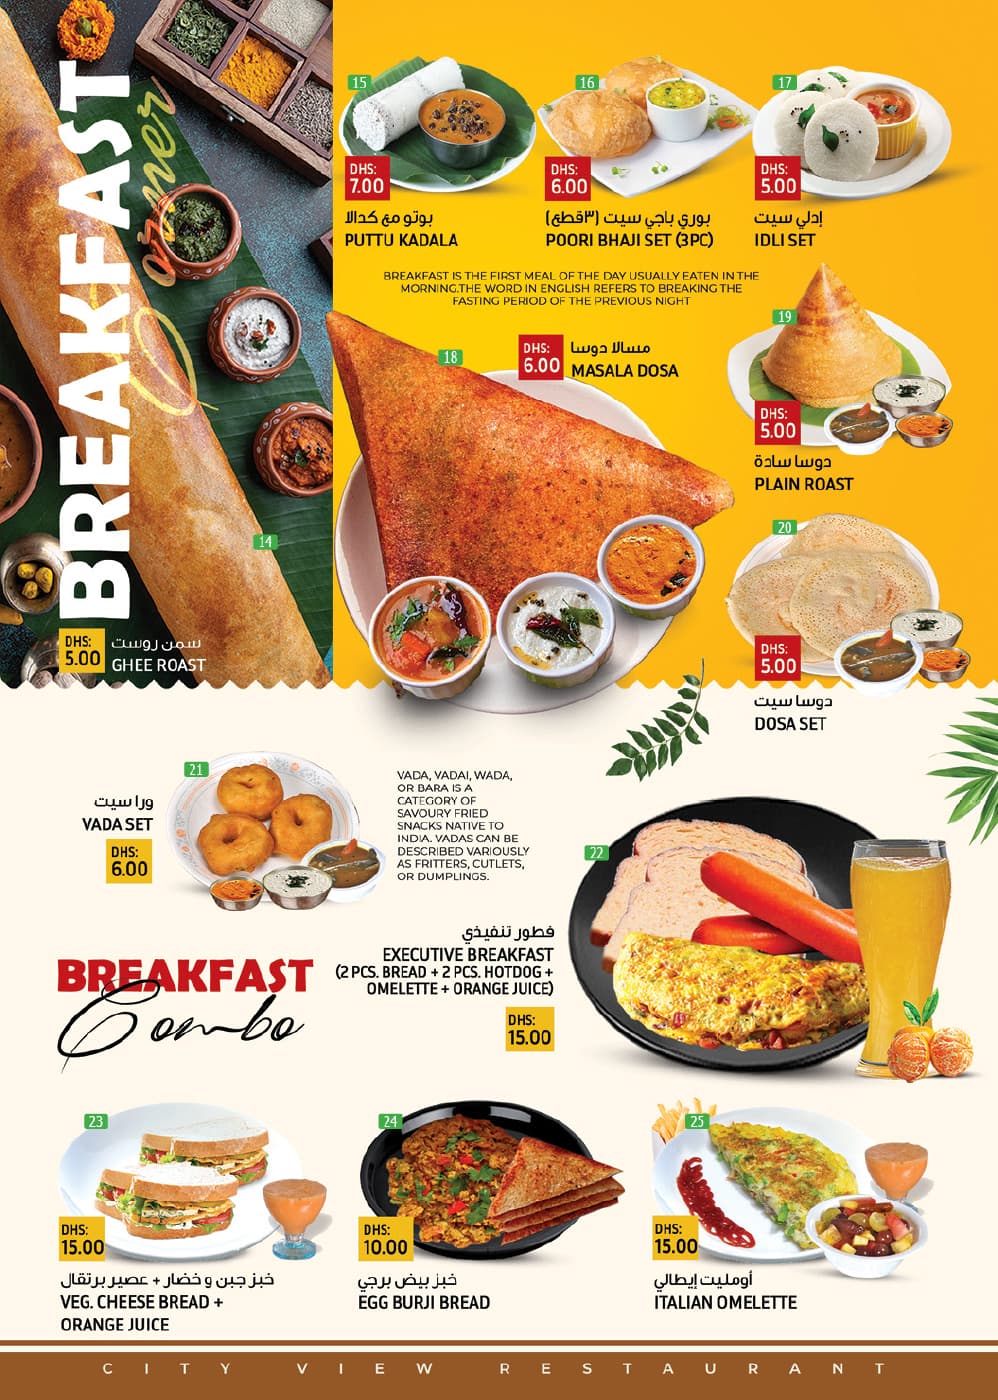 BREAKFAST
Corner
14
DHS:
5.00
سمن روست
GHEE ROAST
15
DHS:
7.00
بوتو مع كدالا
PUTTU KADALA
16
DHS:
6.00
بوري باجي سيت (٣قطع)
POORI BHAJI SET (3PC)
17
DHS:
5.00
إدلي سيت
IDLI SET
BREAKFAST IS THE FIRST MEAL OF THE DAY USUALLY EATEN IN THE
MORNING.THE WORD IN ENGLISH REFERS TO BREAKING THE
FASTING PERIOD OF THE PREVIOUS NIGHT
18
DHS:
6.00
مسالا دوسا
MASALA DOSA
19
DHS:
5.00
دوسا سادة
PLAIN ROAST
20
DHS:
5.00
دوسا سيت
DOSA SET
21
ورا سيت
VADA SET
DHS:
6.00
VADA, VADAI, WADA,
OR BARA IS A
CATEGORY OF
SAVOURY FRIED
SNACKS NATIVE TO
INDIA. VADAS CAN BE
DESCRIBED VARIOUSLY
AS FRITTERS, CUTLETS,
OR DUMPLINGS.
22
فطور تنفيذي
EXECUTIVE BREAKFAST
(2 PCS. BREAD + 2 PCS. HOTDOG +
OMELETTE + ORANGE JUICE)
DHS:
15.00
BREAKFAST
Combo
23
DHS:
15.00
خبز جبن و خضار + عصير برتقال
VEG. CHEESE BREAD +
ORANGE JUICE
24
DHS:
10.00
خبز بيض برجي
EGG BURJI BREAD
25
DHS:
15.00
أومليت إيطالي
ITALIAN OMELETTE
CITY VIEW RESTAURANT